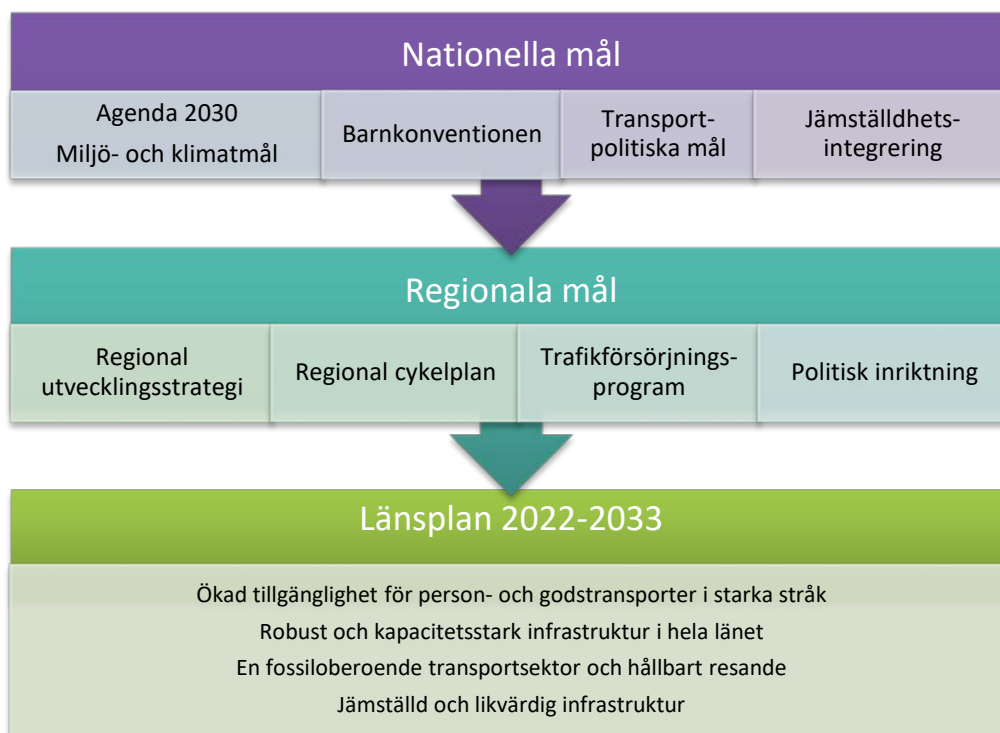 Nationella mål
Agenda 2030
Miljö- och klimatmål
Barnkonventionen
Transport-
politiska mål
Jämställdhets-
integrering
Regionala mål
Regional
utvecklingsstrategi
Regional cykelplan
Trafikförsörjnings-
program
Politisk inriktning
Länsplan 2022-2033
Ökad tillgänglighet för person- och godstransporter i starka stråk
Robust och kapacitetsstark infrastruktur i hela länet
En fossiloberoende transportsektor och hållbart resande
Jämställd och likvärdig infrastruktur